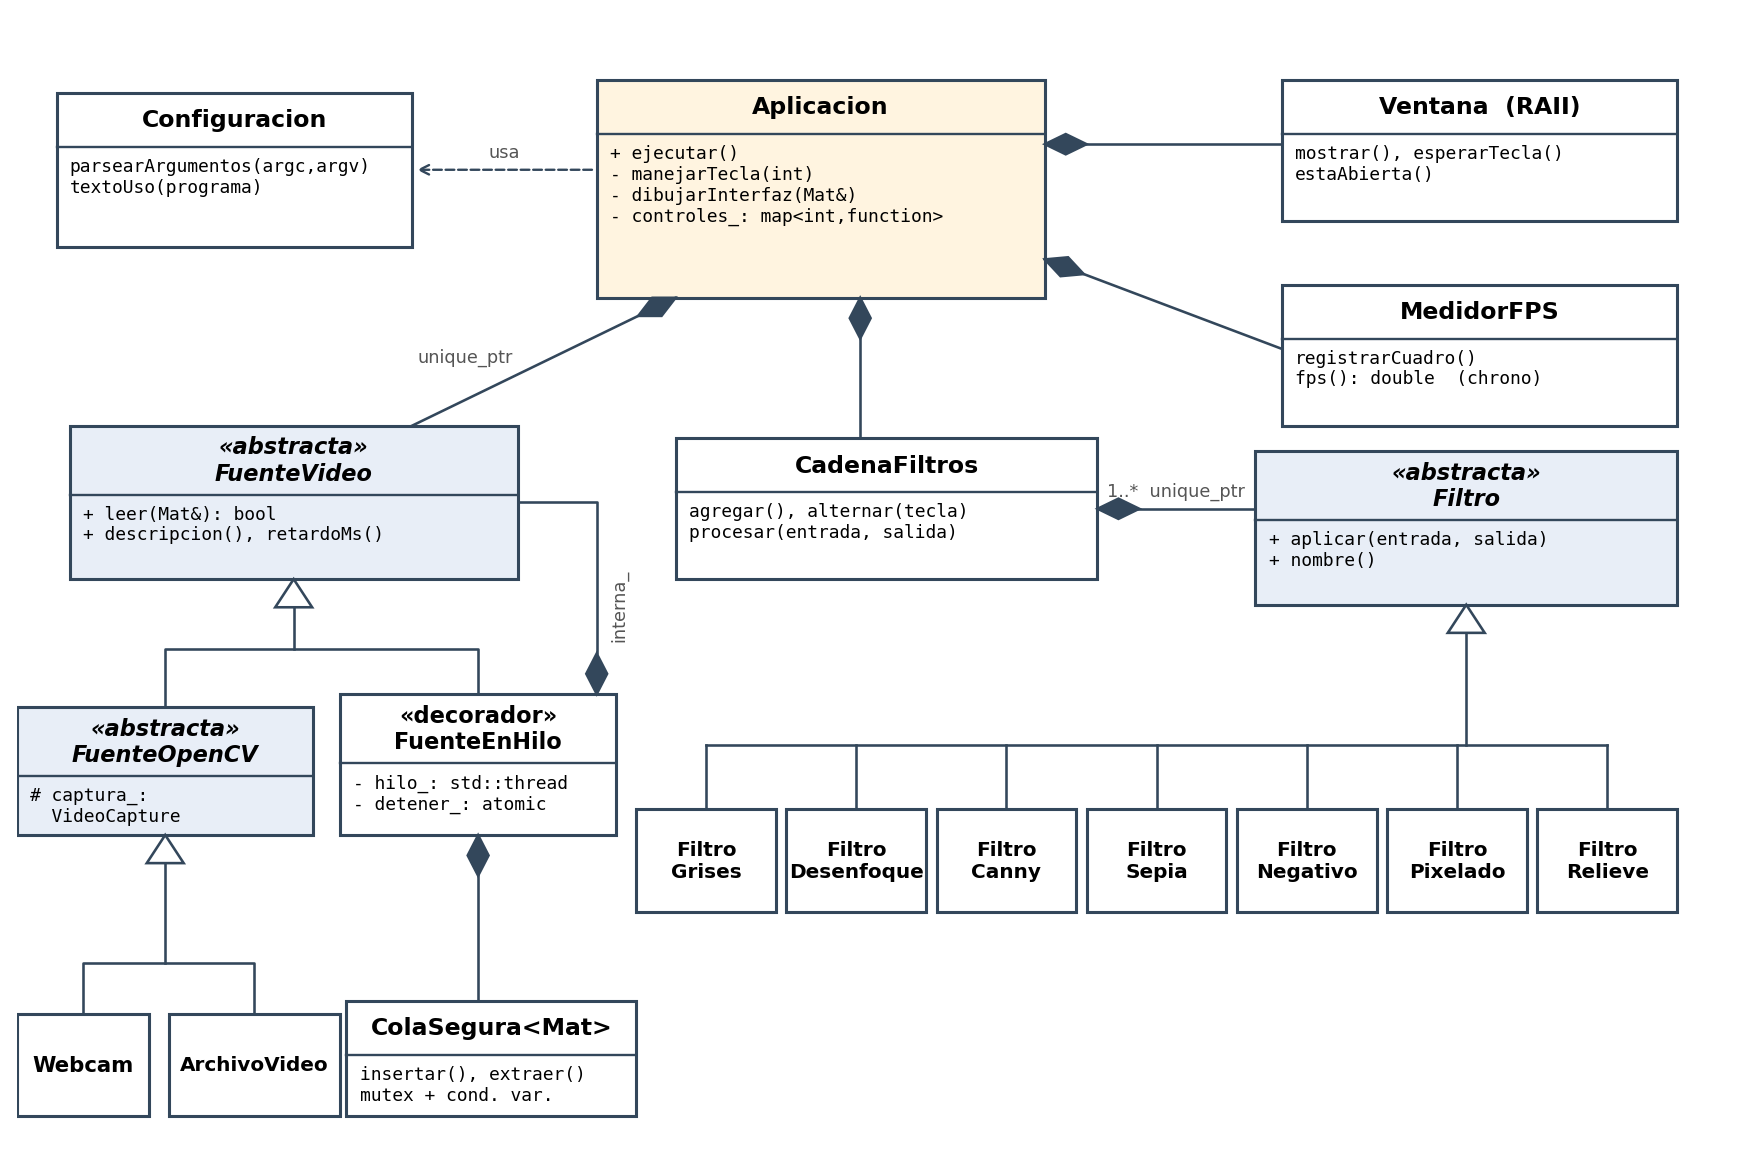 Configuracion
parsearArgumentos(argc,argv)
textoUso(programa)
usa
Aplicacion
+ ejecutar()
- manejarTecla(int)
- dibujarInterfaz(Mat&)
- controles_: map<int,function>
Ventana (RAII)
mostrar(), esperarTecla()
estaAbierta()
MedidorFPS
registrarCuadro()
fps(): double  (chrono)
unique_ptr
«abstracta»
FuenteVideo
+ leer(Mat&): bool
+ descripcion(), retardoMs()
CadenaFiltros
agregar(), alternar(tecla)
procesar(entrada, salida)
1..*  unique_ptr
«abstracta»
Filtro
+ aplicar(entrada, salida)
+ nombre()
interna_
«abstracta»
FuenteOpenCV
# captura_:
  VideoCapture
«decorador»
FuenteEnHilo
- hilo_: std::thread
- detener_: atomic
Filtro
Grises
Filtro
Desenfoque
Filtro
Canny
Filtro
Sepia
Filtro
Negativo
Filtro
Pixelado
Filtro
Relieve
Webcam
ArchivoVideo
ColaSegura<Mat>
insertar(), extraer()
mutex + cond. var.